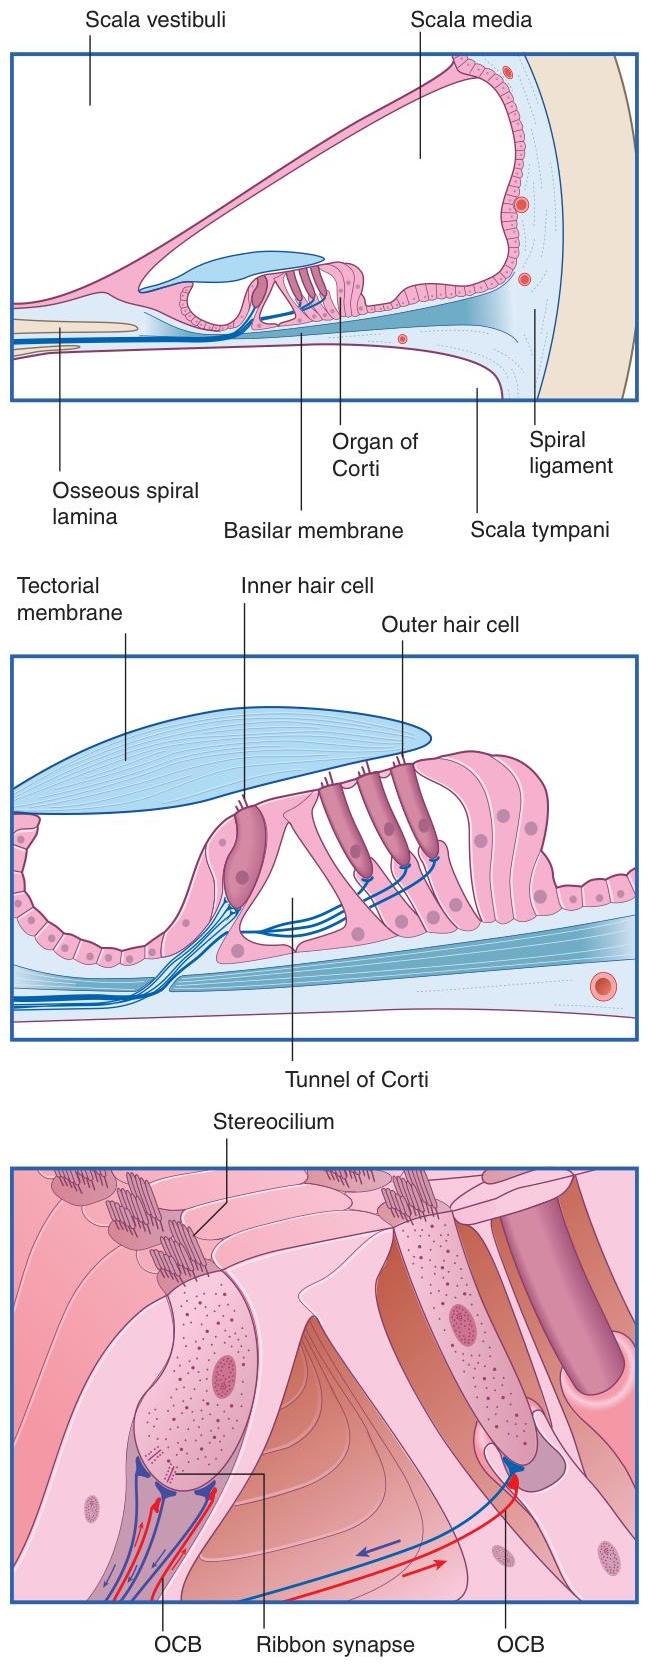 Scala vestibuli
Scala media
Organ of
Corti
Spiral
ligament
Osseous spiral
lamina
Basilar membrane
Scala tympani
Tectorial
membrane
Inner hair cell
Outer hair cell
Tunnel of Corti
Stereocilium
OCB
Ribbon synapse
OCB